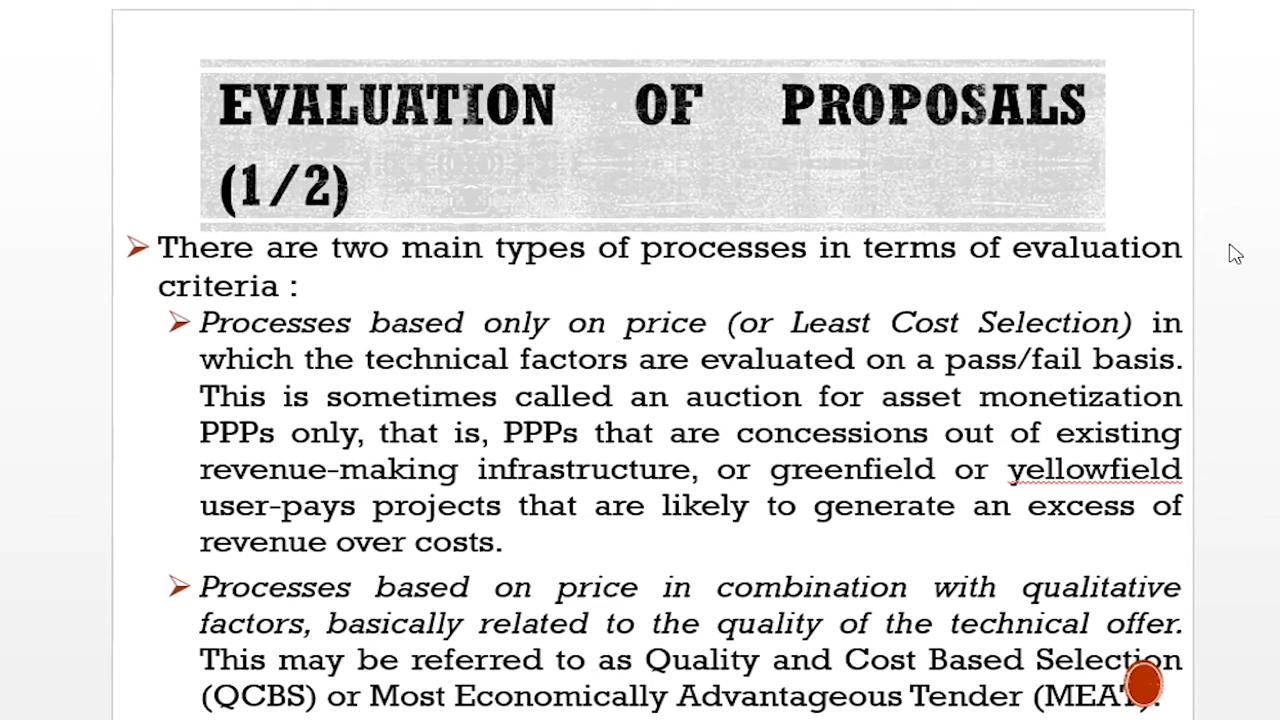 EVALUATION OF PROPOSALS
(1/2)
There are two main types of processes in terms of evaluation
criteria :
Processes based only on price (or Least Cost Selection) in
which the technical factors are evaluated on a pass/fail basis.
This is sometimes called an auction for asset monetization
PPPs only, that is, PPPs that are concessions out of existing
revenue-making infrastructure, or greenfield or yellowfield
user-pays projects that are likely to generate an excess of
revenue over costs.
Processes based on price in combination with qualitative
factors, basically related to the quality of the technical offer.
This may be referred to as Quality and Cost Based Selection
(QCBS) or Most Economically Advantageous Tender (MEAT).